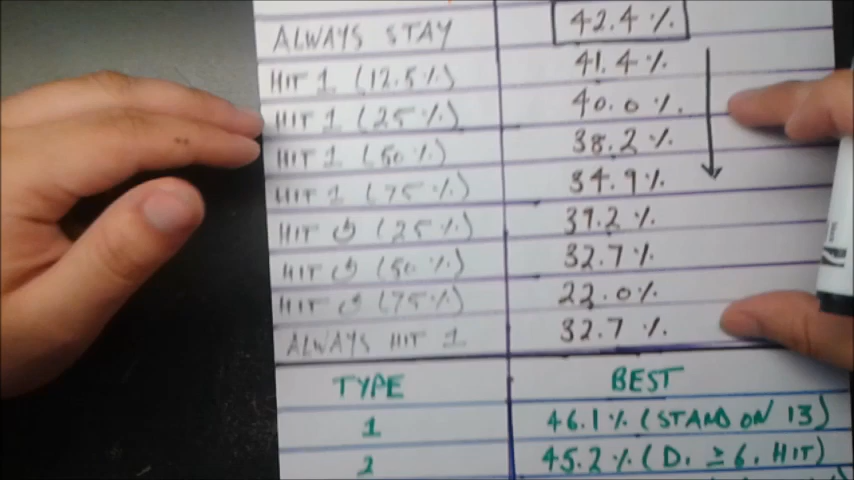 ALWAYS STAY 42.4%
HIT 1 (12.5%) 41.4%
HIT 1 (25%) 40.0%.
HIT 1 (50%) 38.2%
HIT 1 (75%) 34.9%
HIT ↺ (25%) 37.2%
HIT ↺ (50%) 32.7%
HIT ↺ (75%) 22.0%
ALWAYS HIT 1 32.7%
TYPE BEST
1 46.1% (STAND ON 13)
2 45.2% (D. ≥ 6. HIT)